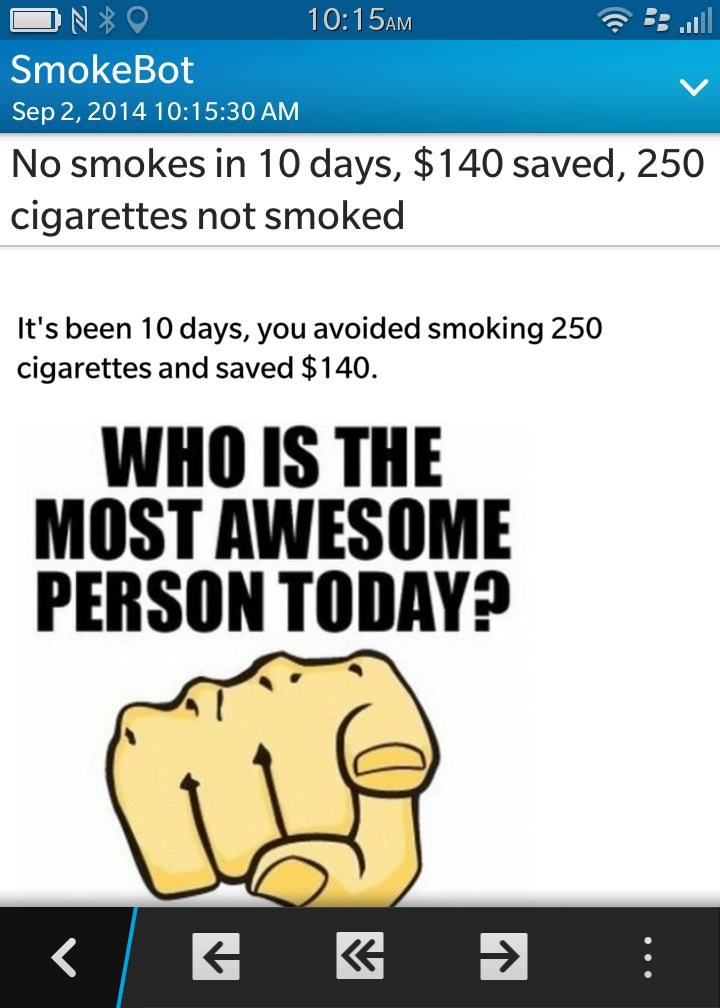 10:15AM
SmokeBot
Sep 2, 2014 10:15:30 AM
No smokes in 10 days, $140 saved, 250
cigarettes not smoked
It's been 10 days, you avoided smoking 250
cigarettes and saved $140.
WHO IS THE
MOST AWESOME
PERSON TODAY?